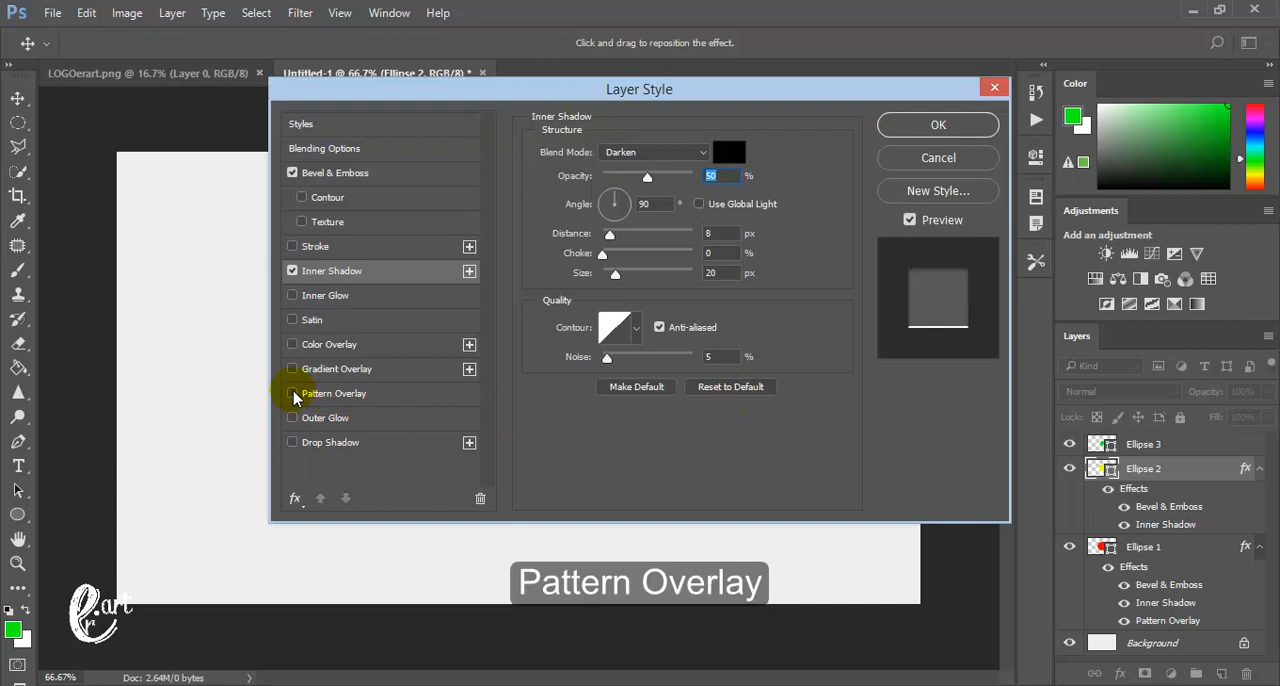 Ps File Edit Image Layer Type Select Filter View Window Help
Click and drag to reposition the effect.
LOGOerart.png @ 16.7% (Layer 0, RGB/8) × Untitled-1 @ 66.7% (Ellipse 2, RGB/8) * ×
Layer Style
Styles
Blending Options
Bevel & Emboss
Contour
Texture
Stroke
Inner Shadow
Inner Glow
Satin
Color Overlay
Gradient Overlay
Pattern Overlay
Outer Glow
Drop Shadow
fx
Inner Shadow
Structure
Blend Mode: Darken
Opacity: 50 %
Angle: 90 ° Use Global Light
Distance: 8 px
Choke: 0 %
Size: 20 px
Quality
Contour: Anti-aliased
Noise: 5 %
Make Default Reset to Default
OK
Cancel
New Style...
Preview
Color
Adjustments
Add an adjustment
Layers
Kind
Normal Opacity: 100%
Lock: Fill: 100%
Ellipse 3
Ellipse 2 fx
Effects
Bevel & Emboss
Inner Shadow
Ellipse 1 fx
Effects
Bevel & Emboss
Inner Shadow
Pattern Overlay
Background
fx
Pattern Overlay
66.67% Doc: 2.64M/0 bytes